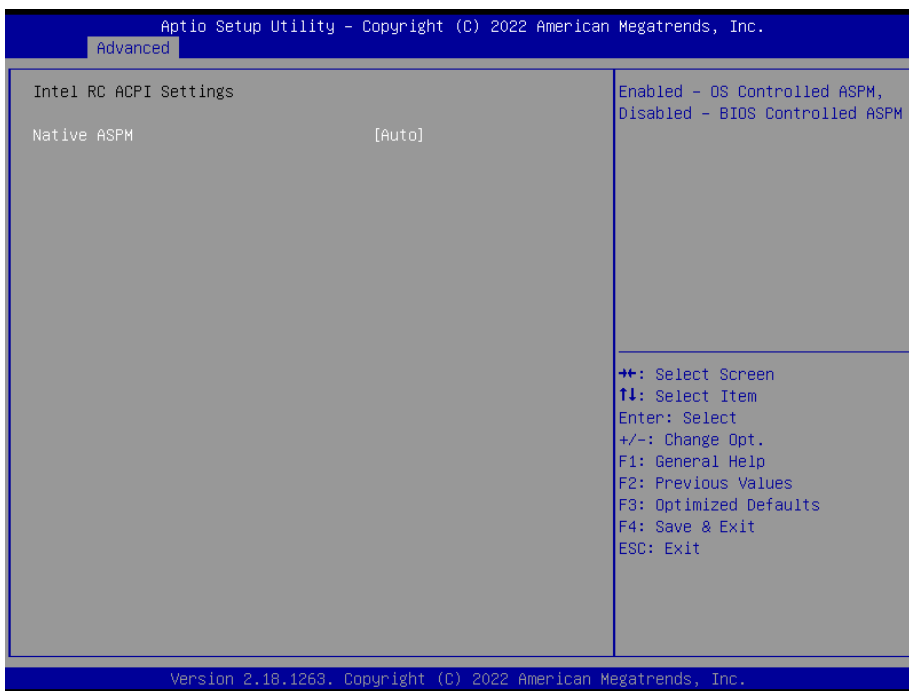 Aptio Setup Utility – Copyright (C) 2022 American Megatrends, Inc.
Advanced
Intel RC ACPI Settings
Native ASPM [Auto]
Enabled – OS Controlled ASPM,
Disabled – BIOS Controlled ASPM
→←: Select Screen
↑↓: Select Item
Enter: Select
+/-: Change Opt.
F1: General Help
F2: Previous Values
F3: Optimized Defaults
F4: Save & Exit
ESC: Exit
Version 2.18.1263. Copyright (C) 2022 American Megatrends, Inc.